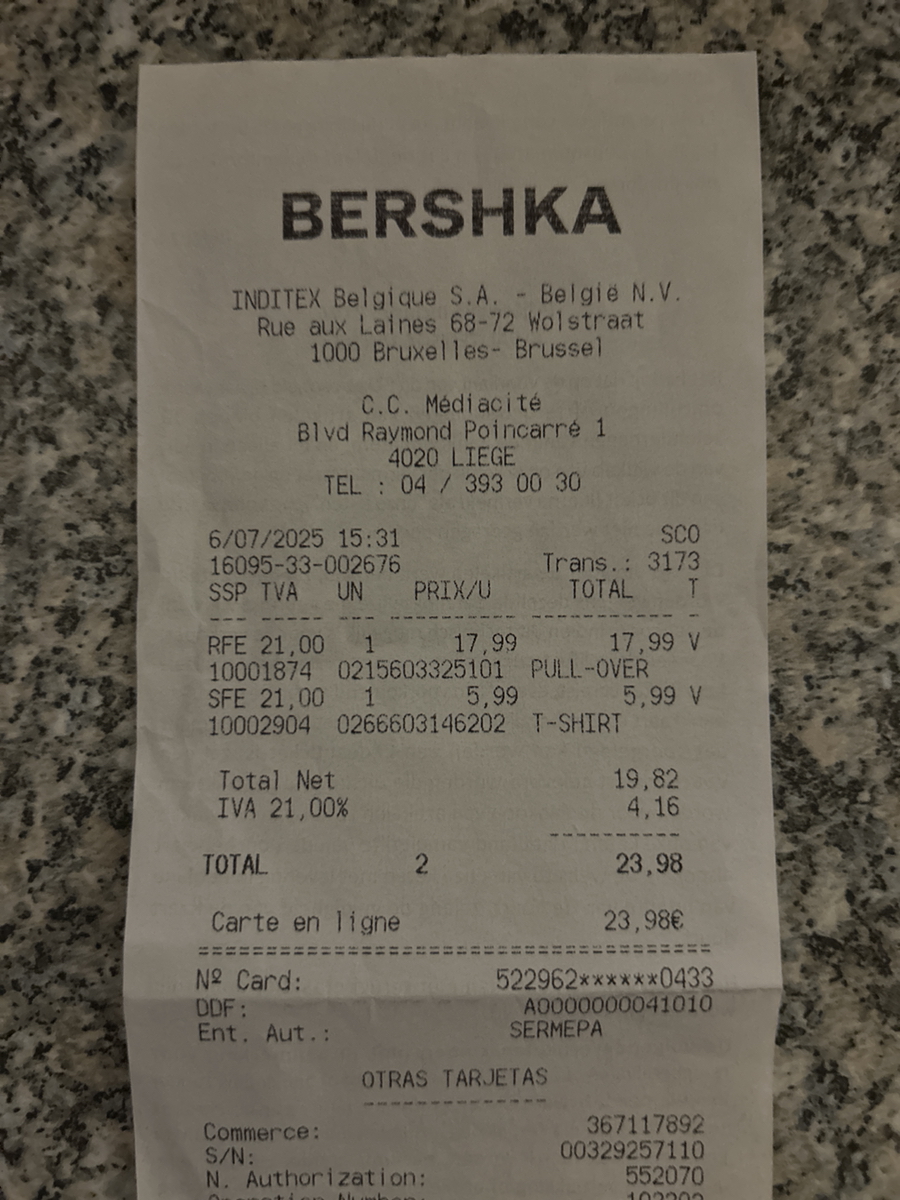 BERSHKA
INDITEX Belgique S.A. - België N.V.
Rue aux Laines 68-72 Wolstraat
1000 Bruxelles- Brussel
C.C. Médiacité
Blvd Raymond Poincarré 1
4020 LIEGE
TEL : 04 / 393 00 30
6/07/2025 15:31 SCO
16095-33-002676 Trans.: 3173
SSP TVA UN PRIX/U TOTAL T
--- ----- --- ---------- ------------- -
RFE 21,00 1 17,99 17,99 V
10001874 0215603325101 PULL-OVER
SFE 21,00 1 5,99 5,99 V
10002904 0266603146202 T-SHIRT
Total Net 19,82
IVA 21,00% 4,16
----------
TOTAL 2 23,98
Carte en ligne 23,98€
========================================
Nº Card: 522962******0433
DDF: A0000000041010
Ent. Aut.: SERMEPA
OTRAS TARJETAS
--------------
Commerce: 367117892
S/N: 00329257110
N. Authorization: 552070
Operation Number: